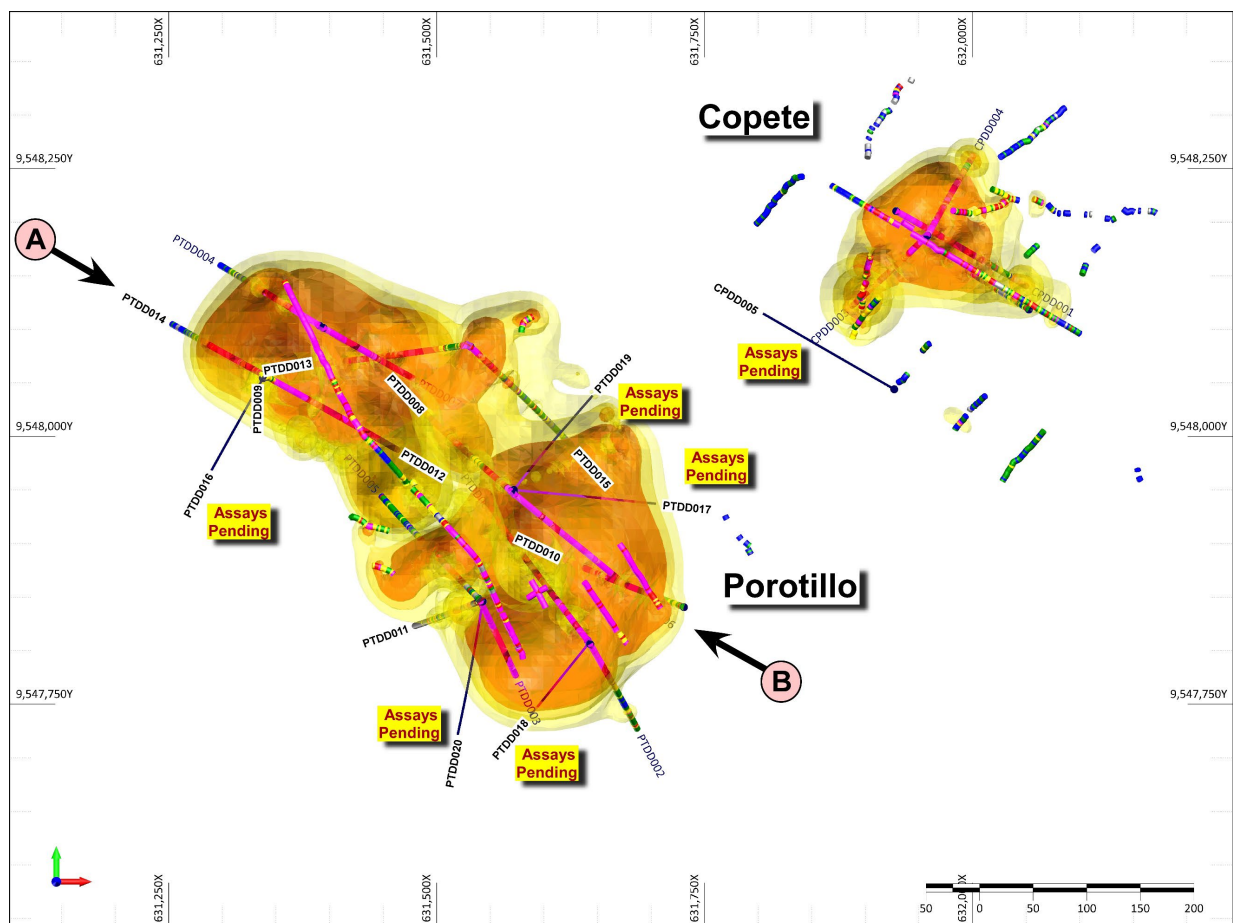 631,250X
631,500X
631,750X
632,000X
Copete
CPDD004
9,548,250Y
9,548,250Y
A
PTDD004
PTDD014
CPDD005
CPDD001
CPDD003
PTDD013
PTDD019
Assays
Pending
PTDD009
PTDD008
Assays
Pending
9,548,000Y
9,548,000Y
PTDD012
PTDD015
Assays
Pending
PTDD016
PTDD005
PTDD017
Assays
Pending
PTDD010
Porotillo
PTDD011
B
9,547,750Y
9,547,750Y
PTDD003
Assays
Pending
PTDD018
PTDD020
Assays
Pending
PTDD002
631,250X
631,500X
631,750X
632,000X
50
0
50
100
150
200